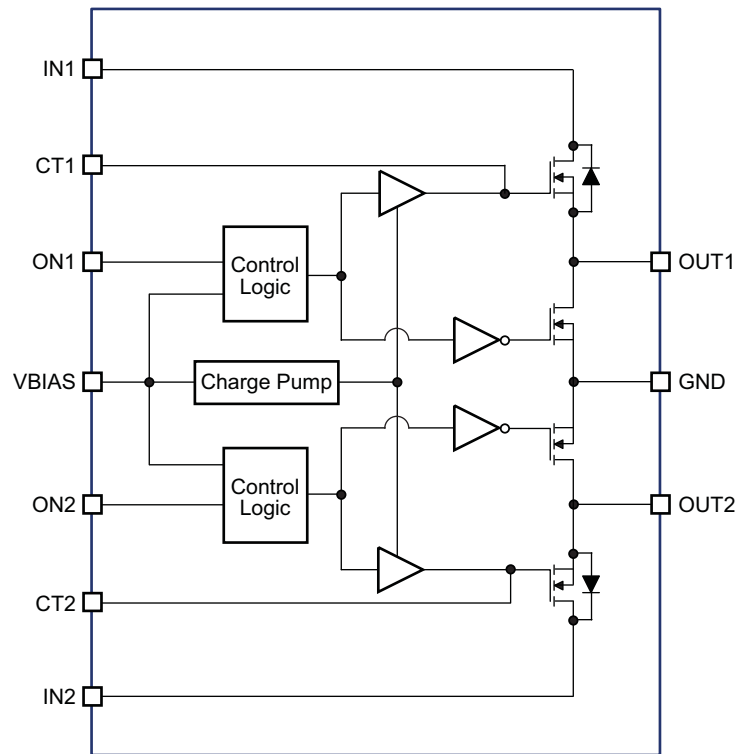 IN1
CT1
ON1
Control
Logic
OUT1
VBIAS
Charge Pump
GND
Control
Logic
ON2
OUT2
CT2
IN2